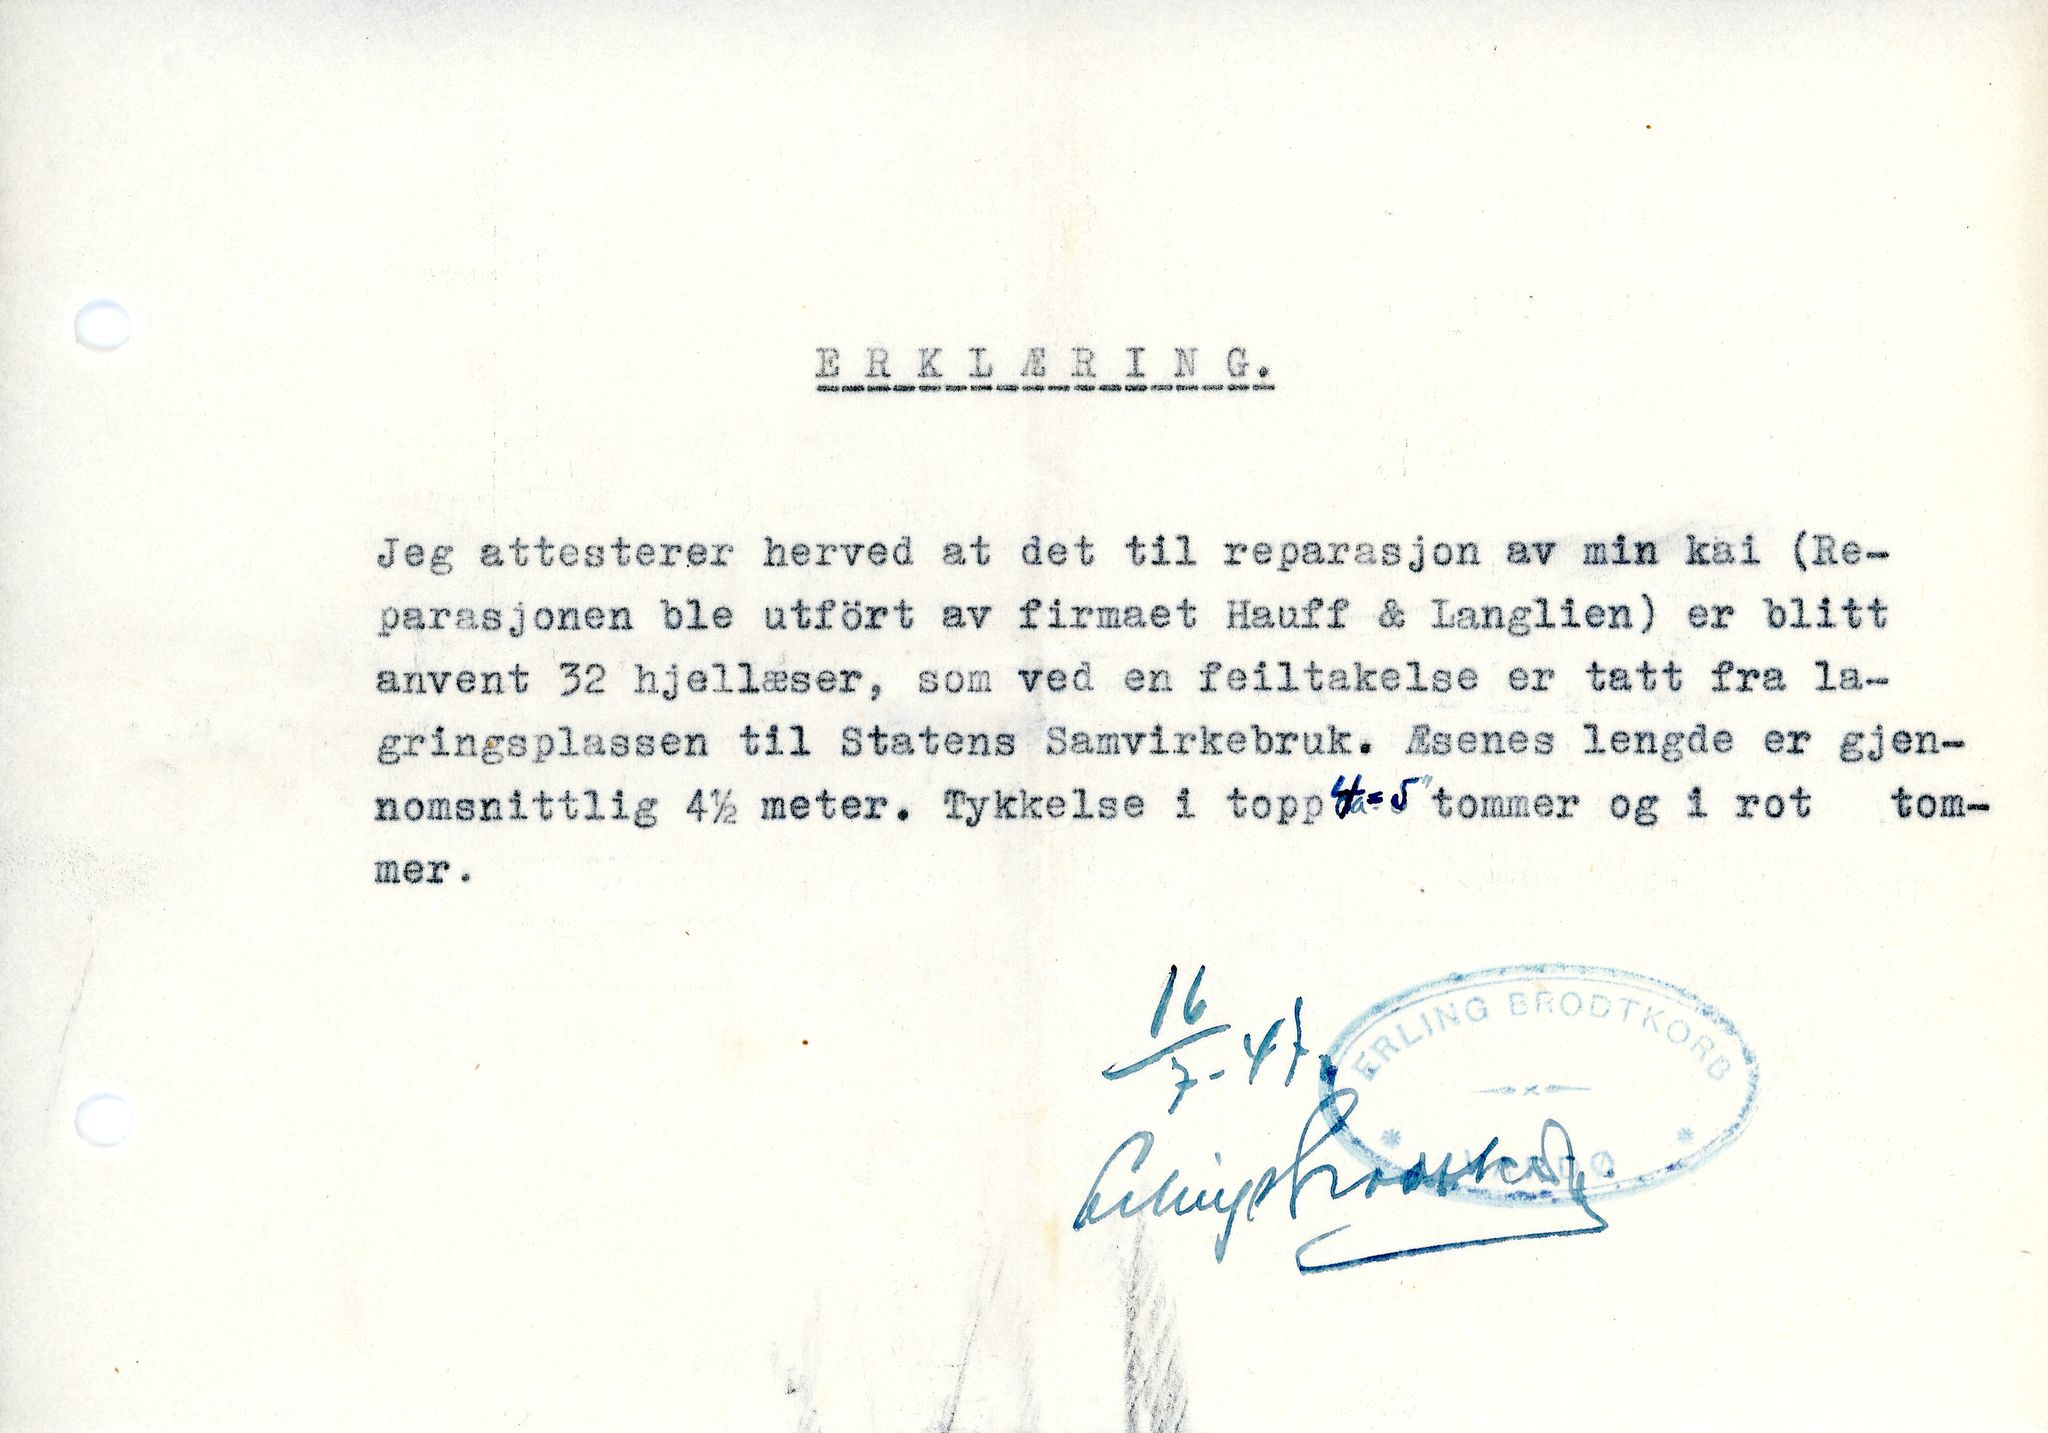 ERKLÆRING.
Jeg attesterer herved at det til reparasjon av min kai (Re-
parasjonen ble utfört av firmaet Hauff & Langlien) er blitt
anvent 32 hjellæser, som ved en feiltakelse er tatt fra la-
gringsplassen til Statens Samvirkebruk. Æsenes lengde er gjen-
nomsnittlig 4½ meter. Tykkelse i topp 4 = 5" tommer og i rot tom-
mer.
16/7-47.
ERLING BRODTKORB
Erling Brodtkorb